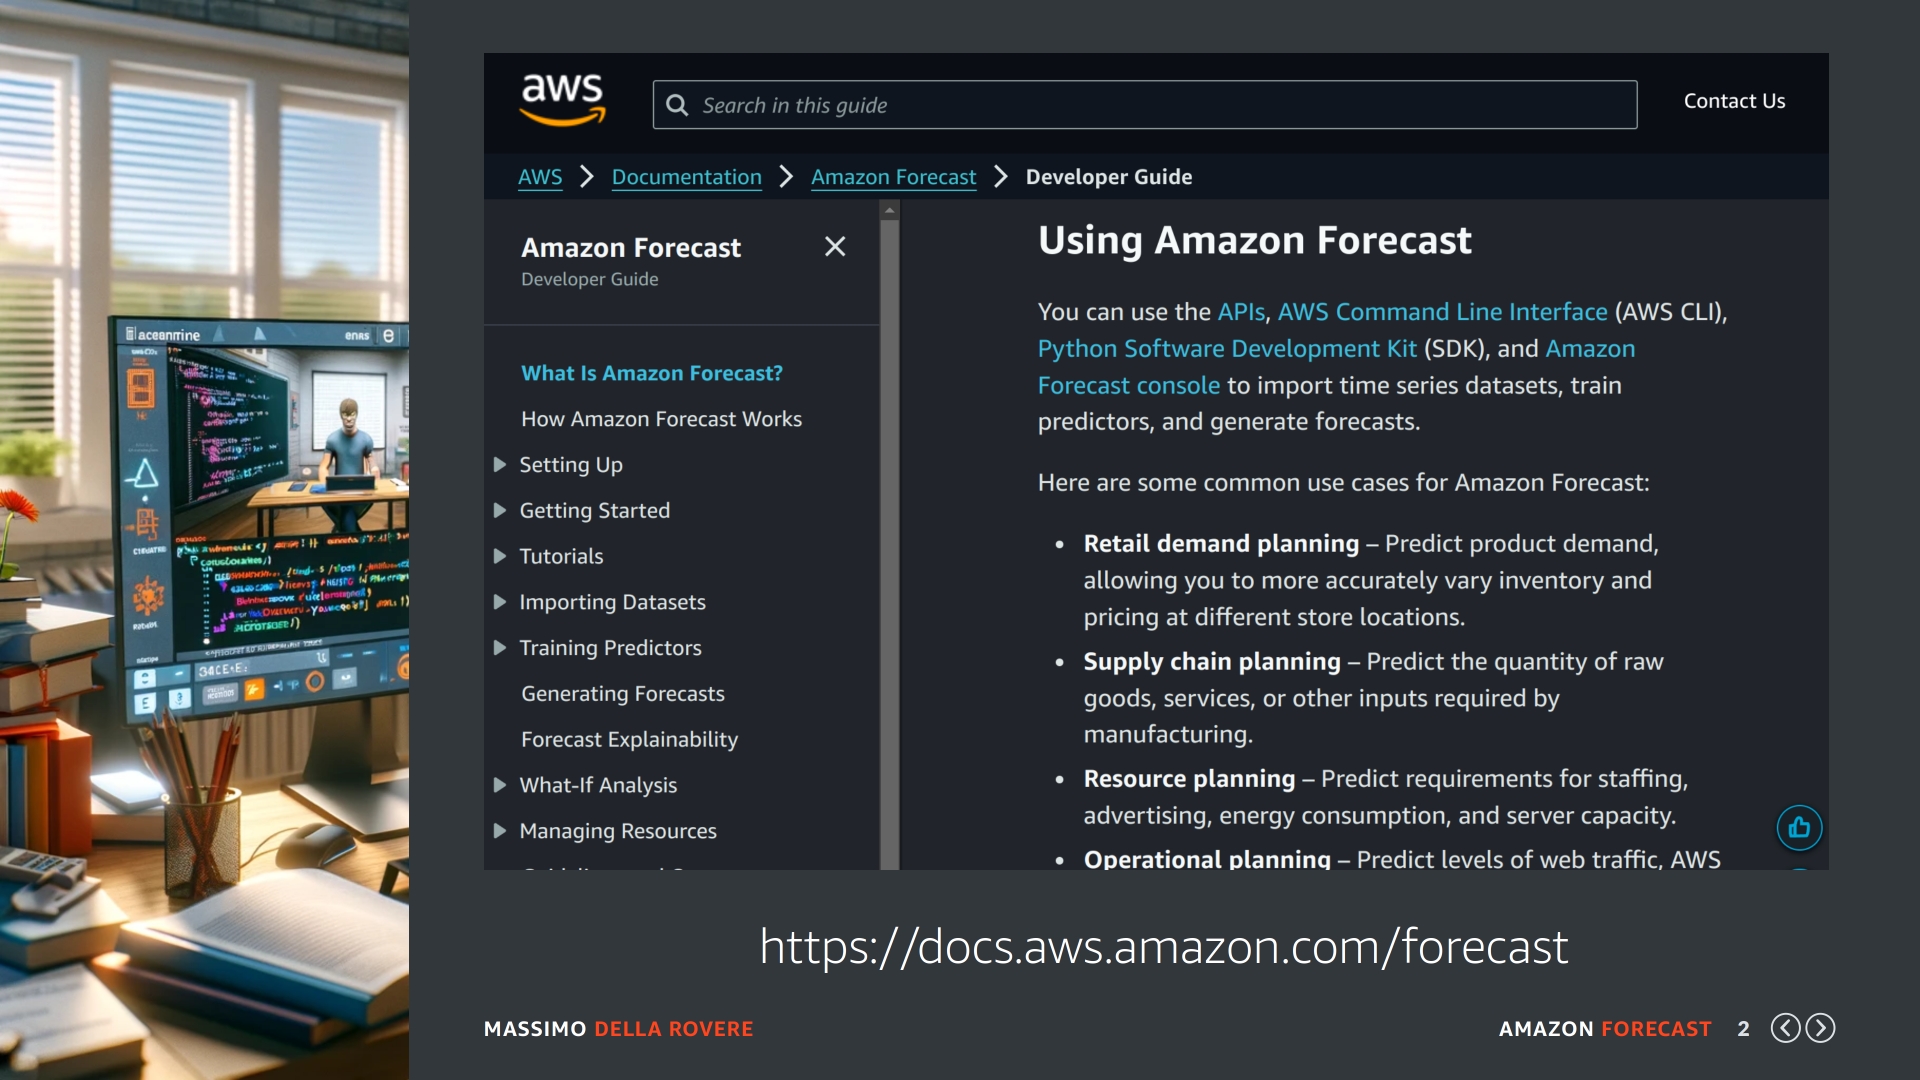 aws
Search in this guide
Contact Us
AWS
Documentation
Amazon Forecast
Developer Guide
Amazon Forecast
Developer Guide
What Is Amazon Forecast?
How Amazon Forecast Works
Setting Up
Getting Started
Tutorials
Importing Datasets
Training Predictors
Generating Forecasts
Forecast Explainability
What-If Analysis
Managing Resources
Using Amazon Forecast
You can use the APIs, AWS Command Line Interface (AWS CLI),
Python Software Development Kit (SDK), and Amazon
Forecast console to import time series datasets, train
predictors, and generate forecasts.
Here are some common use cases for Amazon Forecast:
• Retail demand planning – Predict product demand,
allowing you to more accurately vary inventory and
pricing at different store locations.
• Supply chain planning – Predict the quantity of raw
goods, services, or other inputs required by
manufacturing.
• Resource planning – Predict requirements for staffing,
advertising, energy consumption, and server capacity.
• Operational planning – Predict levels of web traffic, AWS
https://docs.aws.amazon.com/forecast
MASSIMO DELLA ROVERE
AMAZON FORECAST 2